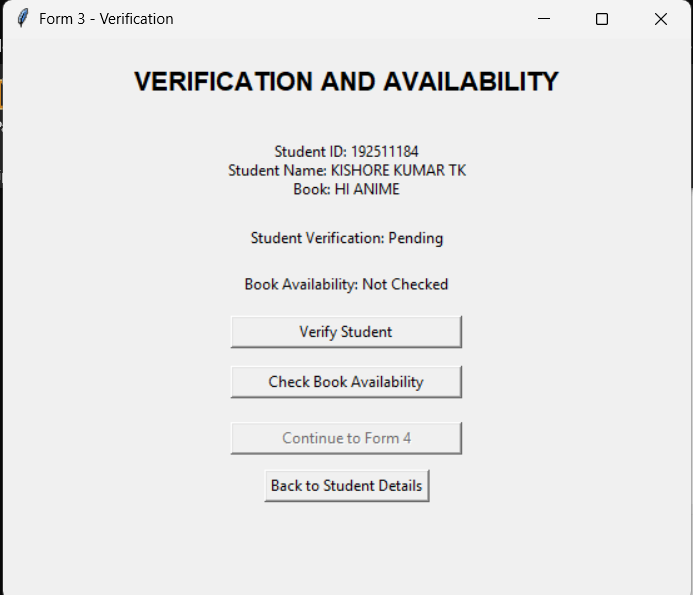 Form 3 - Verification
VERIFICATION AND AVAILABILITY
Student ID: 192511184
Student Name: KISHORE KUMAR TK
Book: HI ANIME
Student Verification: Pending
Book Availability: Not Checked
Verify Student
Check Book Availability
Continue to Form 4
Back to Student Details